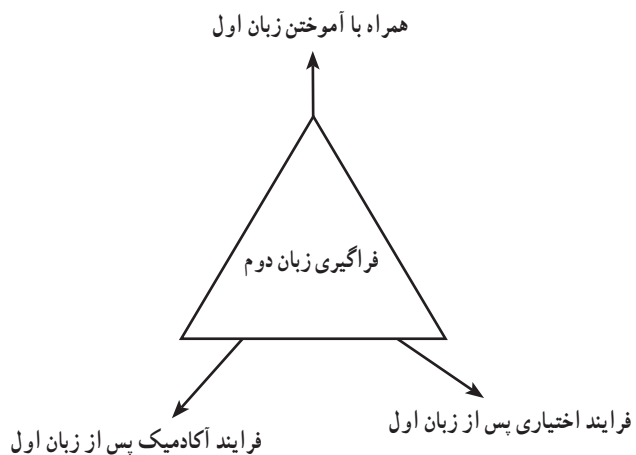 همراه با آموختن زبان اول
فراگیری زبان دوم
فرایند اختیاری پس از زبان اول
فرایند آکادمیک پس از زبان اول